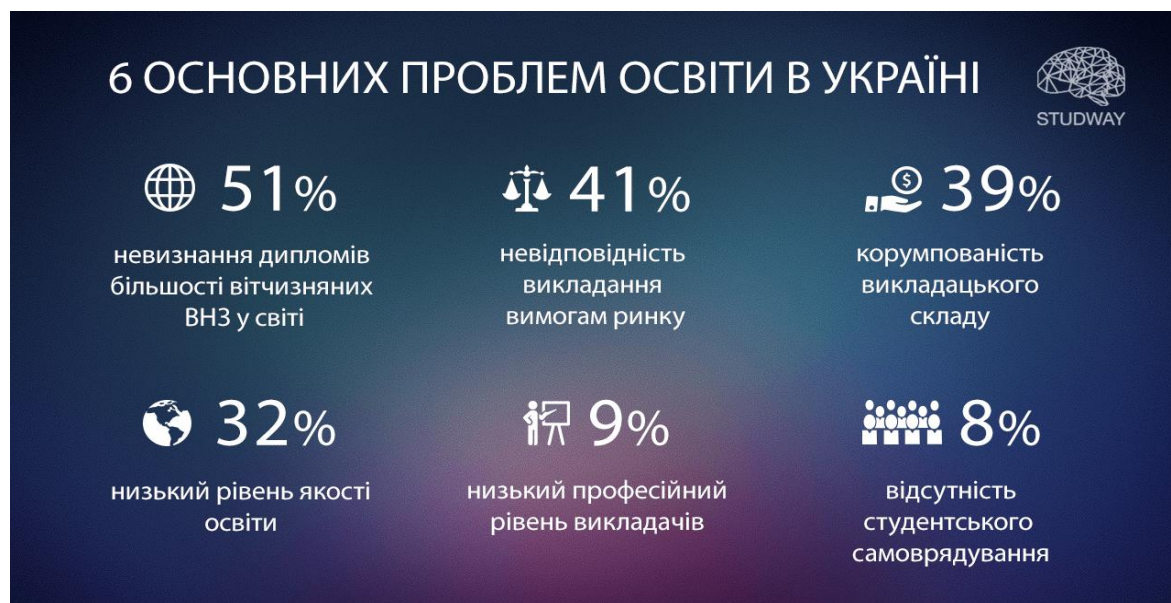 6 ОСНОВНИХ ПРОБЛЕМ ОСВІТИ В УКРАЇНІ
STUDWAY
51%
невизнання дипломів
більшості вітчизняних
ВНЗ у світі
41%
невідповідність
викладання
вимогам ринку
$
39%
корумпованість
викладацького
складу
32%
низький рівень якості
освіти
9%
низький професійний
рівень викладачів
8%
відсутність
студентського
самоврядування